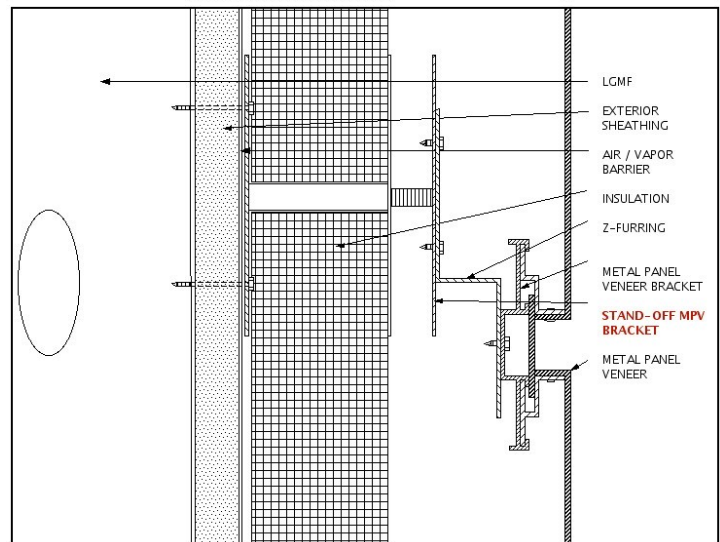 LGMF
EXTERIOR
SHEATHING
AIR / VAPOR
BARRIER
INSULATION
Z-FURRING
METAL PANEL
VENEER BRACKET
STAND-OFF MPV
BRACKET
METAL PANEL
VENEER